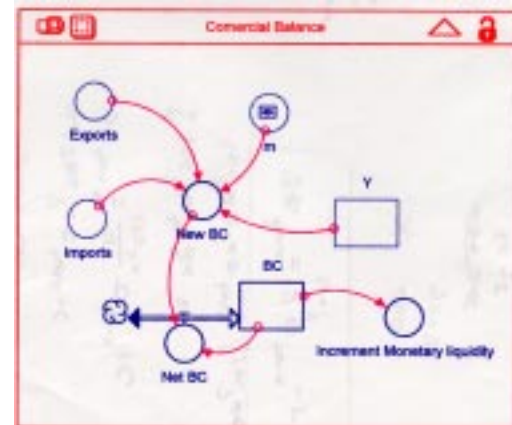 Comercial Balance
Exports
m
Y
New BC
Imports
BC
Increment Monetary liquidity
Net BC